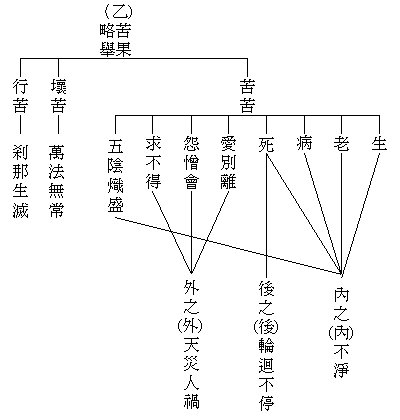 （乙）
略舉苦果
苦苦
壞苦
行苦
生
老
病
死
愛別離
怨憎會
求不得
五陰熾盛
萬法無常
剎那生滅
內之(內)不淨
後之(後)輪迴不停
外之(外)天災人禍